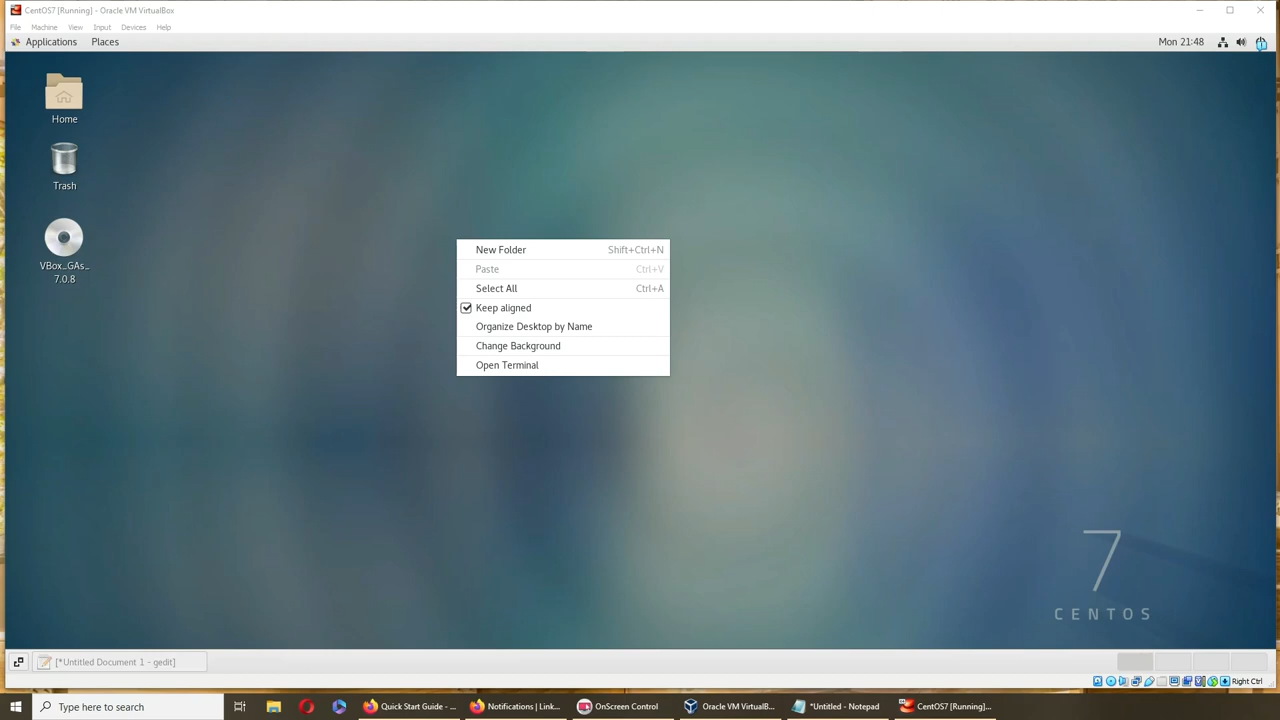 CentOS7 [Running] - Oracle VM VirtualBox
File Machine View Input Devices Help
Applications Places Mon 21:48
Home
Trash
VBox_GAs_
7.0.8
New Folder Shift+Ctrl+N
Paste Ctrl+V
Select All Ctrl+A
Keep aligned
Organize Desktop by Name
Change Background
Open Terminal
7
CENTOS
[*Untitled Document 1 - gedit]
Right Ctrl
Type here to search
Quick Start Guide - ...
Notifications | Link...
OnScreen Control
Oracle VM VirtualB...
*Untitled - Notepad
CentOS7 [Running]...